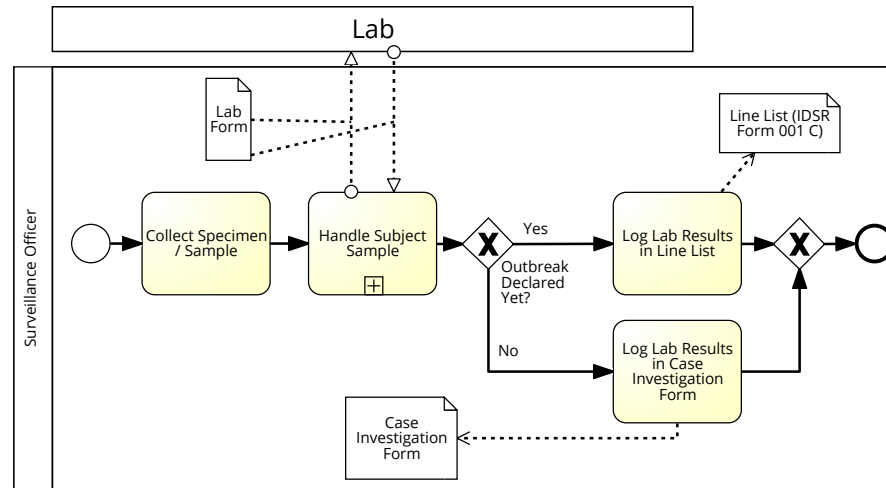 Lab
Surveillance Officer
Lab
Form
Line List (IDSR
Form 001 C)
Collect Specimen
/ Sample
Handle Subject
Sample
Yes
Outbreak
Declared
Yet?
Log Lab Results
in Line List
No
Log Lab Results
in Case
Investigation
Form
Case
Investigation
Form